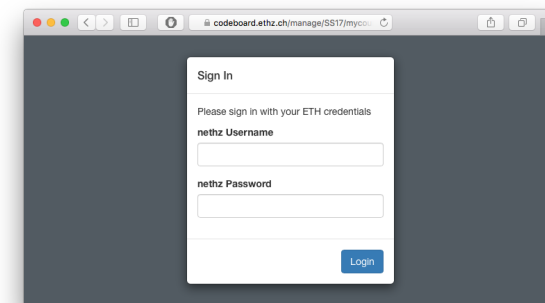 codeboard.ethz.ch/manage/SS17/mycou
Sign In
Please sign in with your ETH credentials
nethz Username
nethz Password
Login